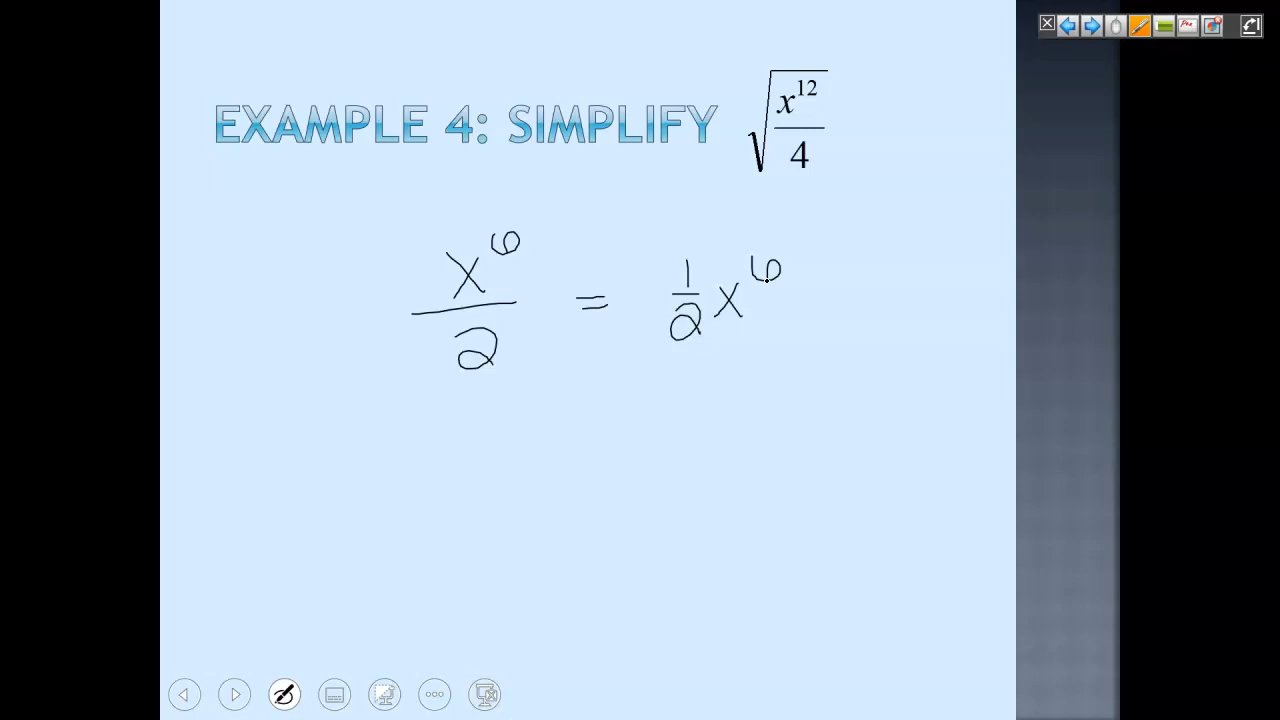 EXAMPLE 4: SIMPLIFY √(x¹²/4)
x⁶/2 = 1/2 x⁶